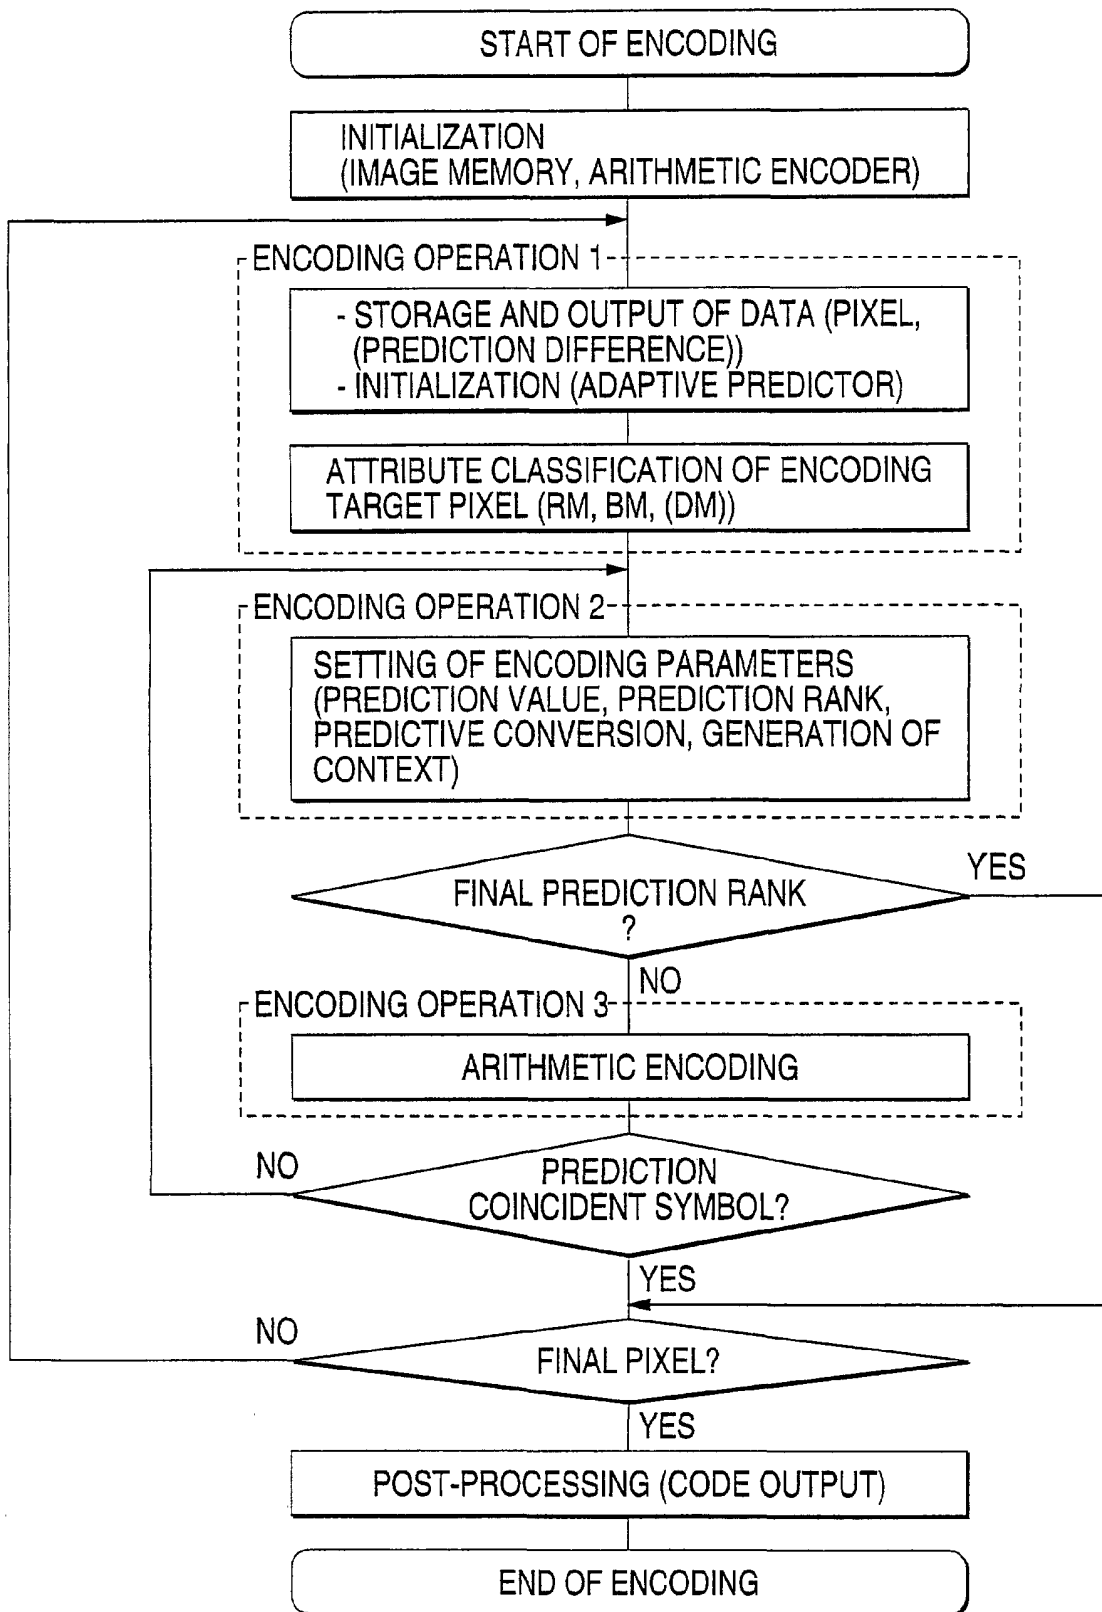 START OF ENCODING
INITIALIZATION
(IMAGE MEMORY, ARITHMETIC ENCODER)
ENCODING OPERATION 1
- STORAGE AND OUTPUT OF DATA (PIXEL,
(PREDICTION DIFFERENCE))
- INITIALIZATION (ADAPTIVE PREDICTOR)
ATTRIBUTE CLASSIFICATION OF ENCODING
TARGET PIXEL (RM, BM, (DM))
ENCODING OPERATION 2
SETTING OF ENCODING PARAMETERS
(PREDICTION VALUE, PREDICTION RANK,
PREDICTIVE CONVERSION, GENERATION OF
CONTEXT)
YES
FINAL PREDICTION RANK
?
NO
ENCODING OPERATION 3
ARITHMETIC ENCODING
NO
PREDICTION
COINCIDENT SYMBOL?
YES
NO
FINAL PIXEL?
YES
POST-PROCESSING (CODE OUTPUT)
END OF ENCODING